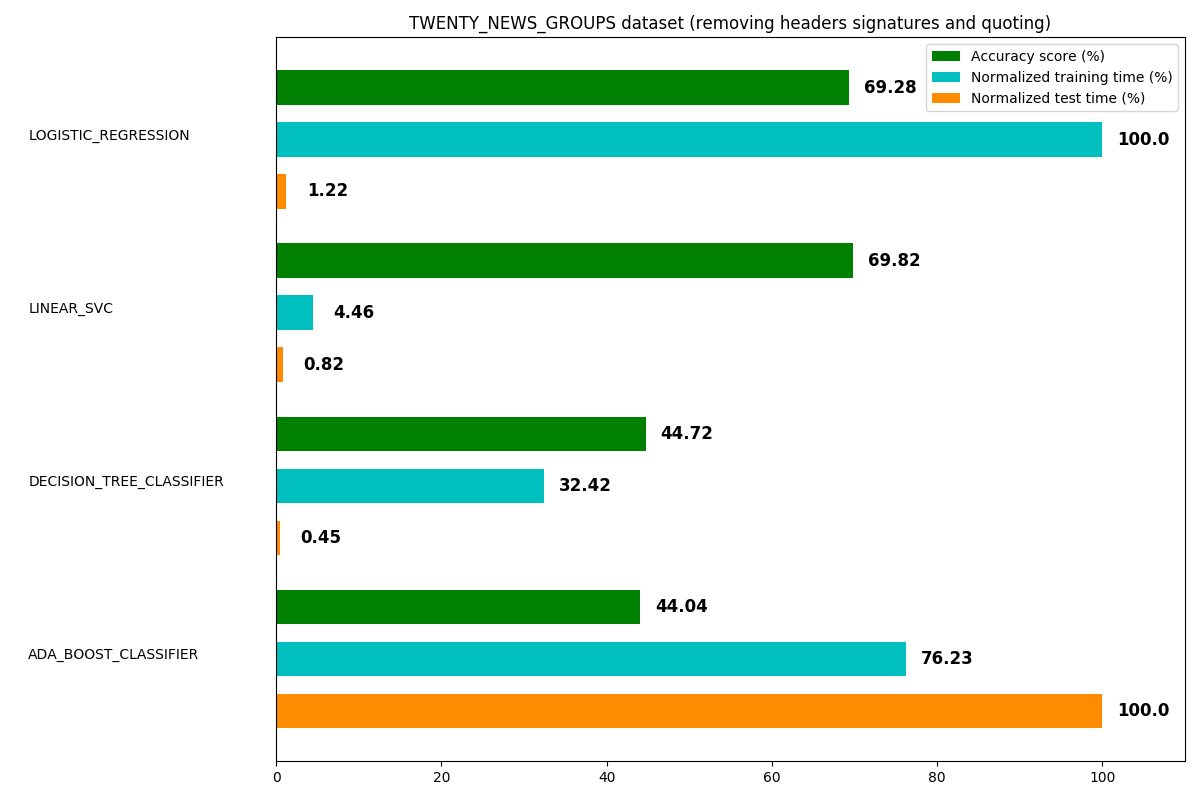 TWENTY_NEWS_GROUPS dataset (removing headers signatures and quoting)
Accuracy score (%)
Normalized training time (%)
Normalized test time (%)
69.28
LOGISTIC_REGRESSION
100.0
1.22
69.82
LINEAR_SVC
4.46
0.82
44.72
DECISION_TREE_CLASSIFIER
32.42
0.45
44.04
ADA_BOOST_CLASSIFIER
76.23
100.0
0 20 40 60 80 100